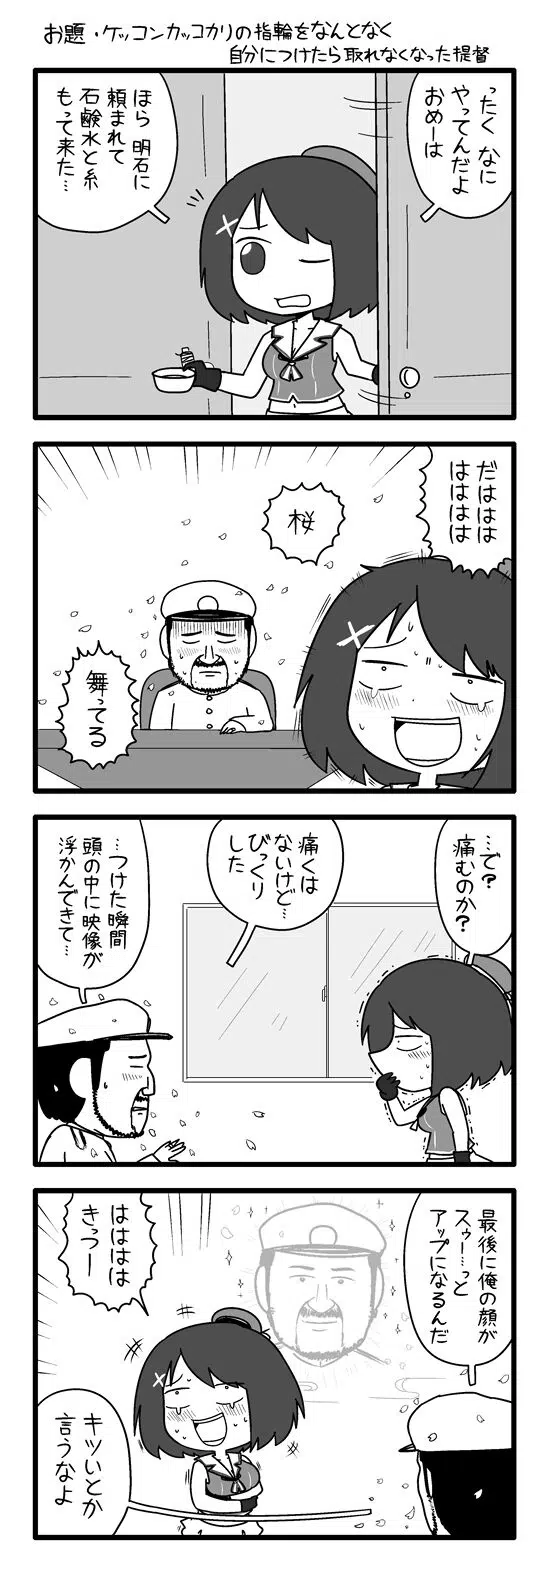 お題・ケッコンカッコカリの指輪をなんとなく
自分につけたら取れなくなった提督
ったく なに
やってんだよ
おめーは
ほら 明石に
頼まれて
石鹸水と糸
もって来た…
だははは
はははは
桜
舞ってる
…で?
痛むのか?
痛くは
ないけど…
びっくり
した
…つけた瞬間
頭の中に映像が
浮かんできて…
最後に俺の顔が
スゥー…っと
アップになるんだ
はははは
きっつー
キツいとか
言うなよ